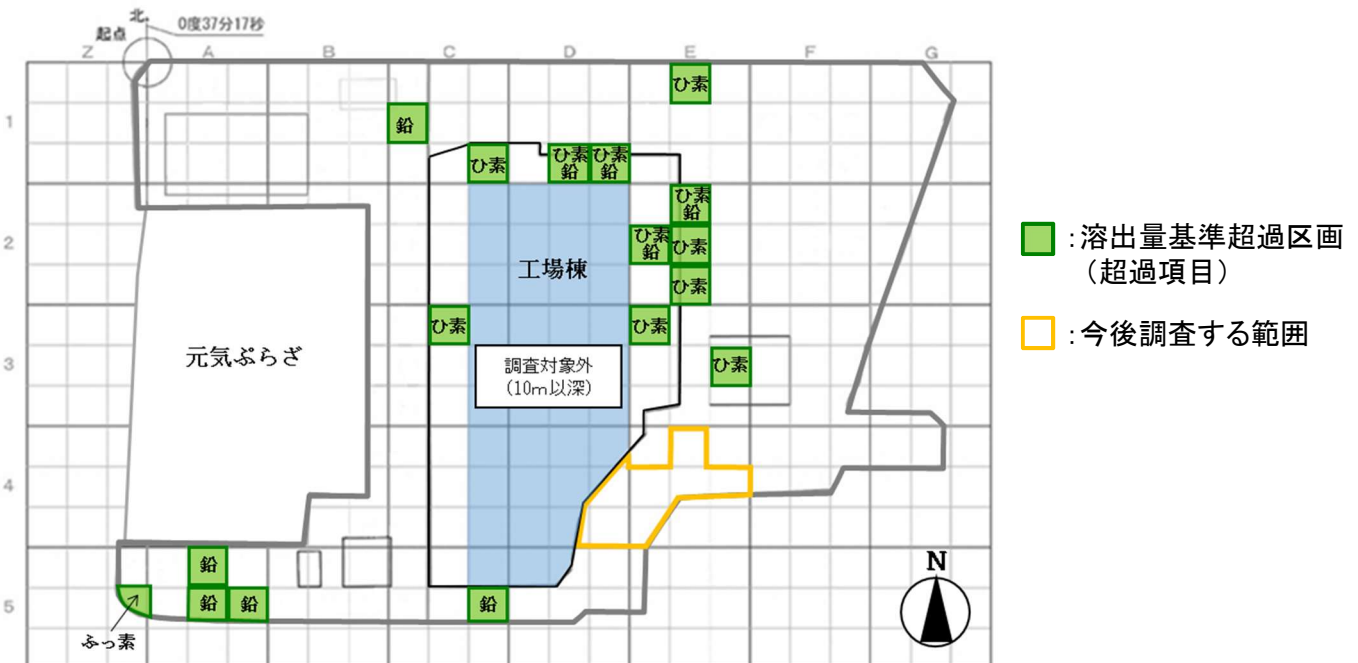 北
0度37分17秒
起点
Z A B C D E F G
ひ素
1
鉛
ひ素
ひ素
鉛
ひ素
鉛
ひ素
鉛
2
ひ素
鉛
ひ素
工場棟
ひ素
ひ素
ひ素
元気ぷらざ
3
調査対象外
(10m以深)
ひ素
4
鉛
鉛
鉛
鉛
5
ふっ素
N
:溶出量基準超過区画
(超過項目)
:今後調査する範囲